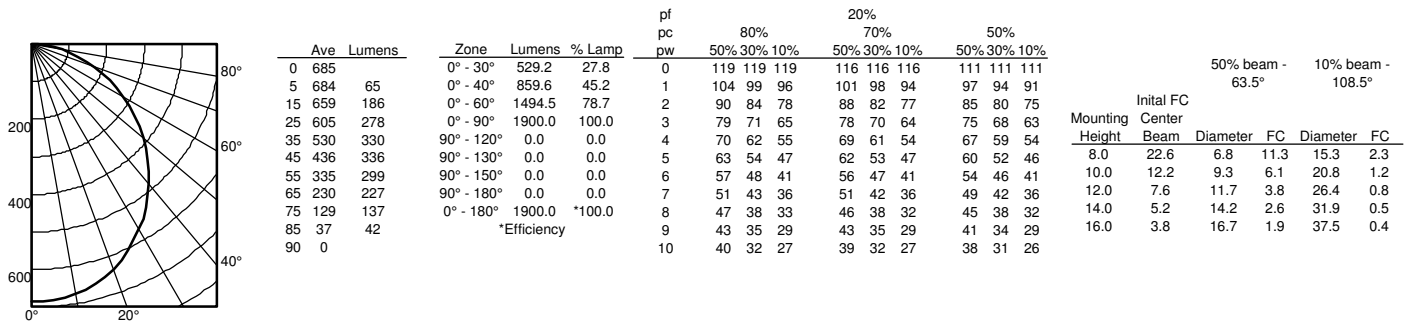 200
400
600
0°
20°
40°
60°
80°
Ave Lumens
0 685
5 684 65
15 659 186
25 605 278
35 530 330
45 436 336
55 335 299
65 230 227
75 129 137
85 37 42
90 0
Zone Lumens % Lamp
0° - 30° 529.2 27.8
0° - 40° 859.6 45.2
0° - 60° 1494.5 78.7
0° - 90° 1900.0 100.0
90° - 120° 0.0 0.0
90° - 130° 0.0 0.0
90° - 150° 0.0 0.0
90° - 180° 0.0 0.0
0° - 180° 1900.0 *100.0
*Efficiency
pf 20%
pc 80% 70% 50%
pw 50% 30% 10% 50% 30% 10% 50% 30% 10%
0 119 119 119 116 116 116 111 111 111
1 104 99 96 101 98 94 97 94 91
2 90 84 78 88 82 77 85 80 75
3 79 71 65 78 70 64 75 68 63
4 70 62 55 69 61 54 67 59 54
5 63 54 47 62 53 47 60 52 46
6 57 48 41 56 47 41 54 46 41
7 51 43 36 51 42 36 49 42 36
8 47 38 33 46 38 32 45 38 32
9 43 35 29 43 35 29 41 34 29
10 40 32 27 39 32 27 38 31 26
50% beam - 10% beam -
63.5° 108.5°
Inital FC
Mounting Center
Height Beam Diameter FC Diameter FC
8.0 22.6 6.8 11.3 15.3 2.3
10.0 12.2 9.3 6.1 20.8 1.2
12.0 7.6 11.7 3.8 26.4 0.8
14.0 5.2 14.2 2.6 31.9 0.5
16.0 3.8 16.7 1.9 37.5 0.4